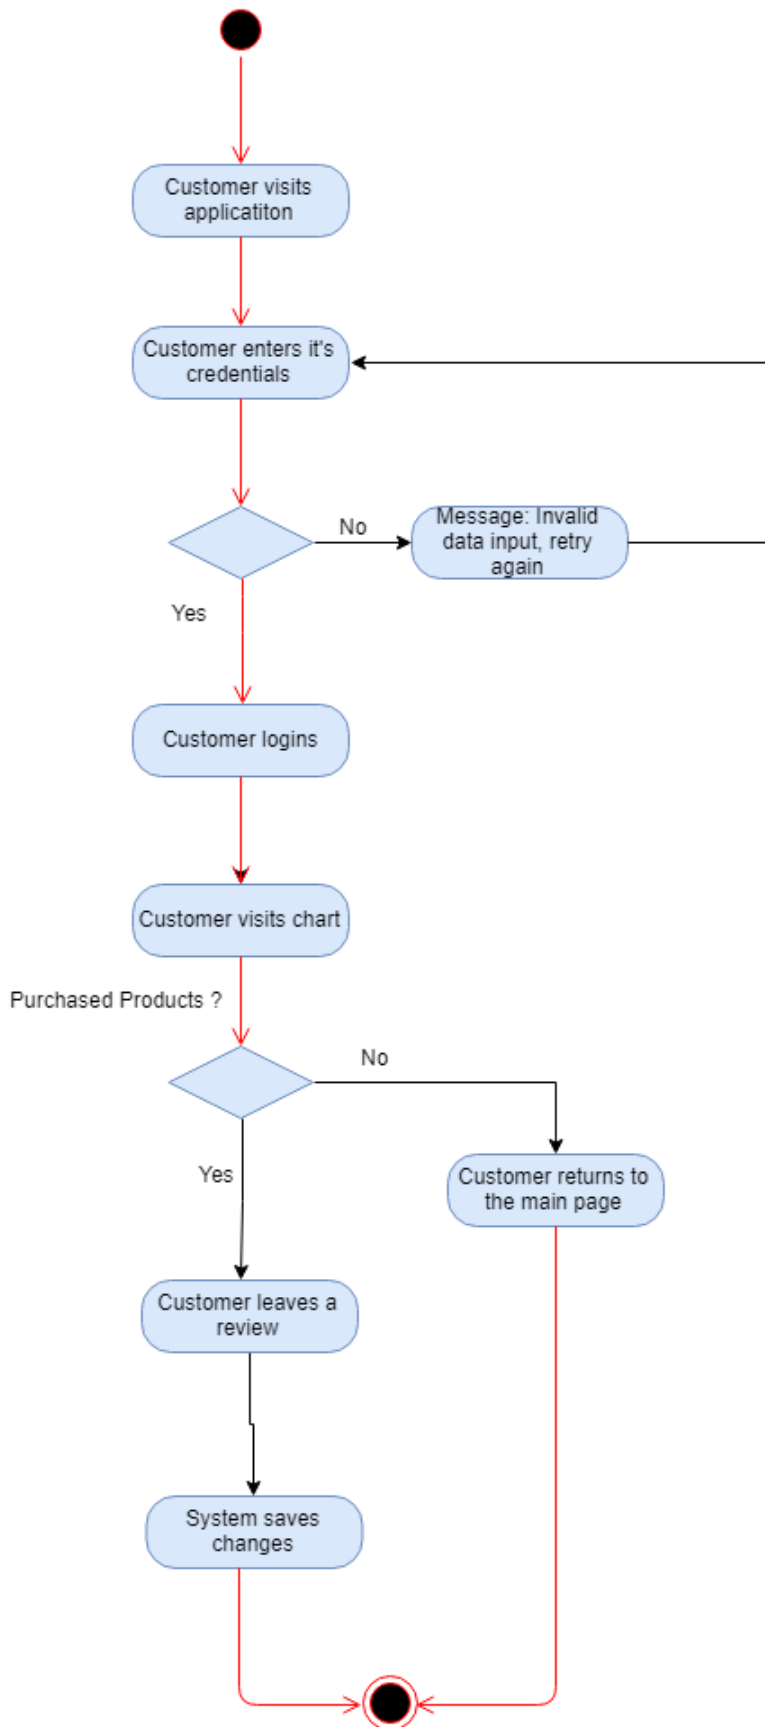 Customer visits
applicatiton
Customer enters it's
credentials
No
Message: Invalid
data input, retry
again
Yes
Customer logins
Customer visits chart
Purchased Products ?
No
Yes
Customer returns to
the main page
Customer leaves a
review
System saves
changes